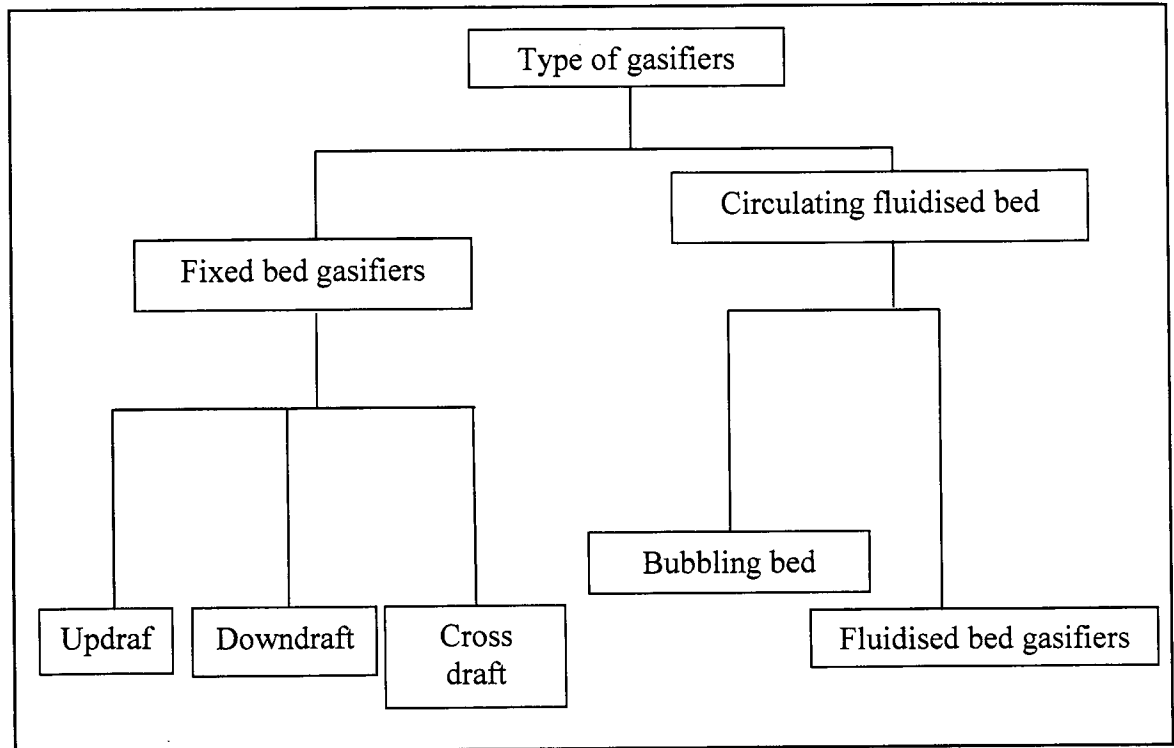 Type of gasifiers
Circulating fluidised bed
Fixed bed gasifiers
Bubbling bed
Updraf
Downdraft
Cross
draft
Fluidised bed gasifiers